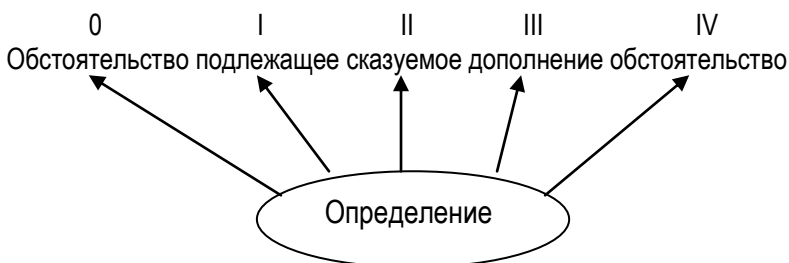 0 I II III IV
Обстоятельство подлежащее сказуемое дополнение обстоятельство
Определение